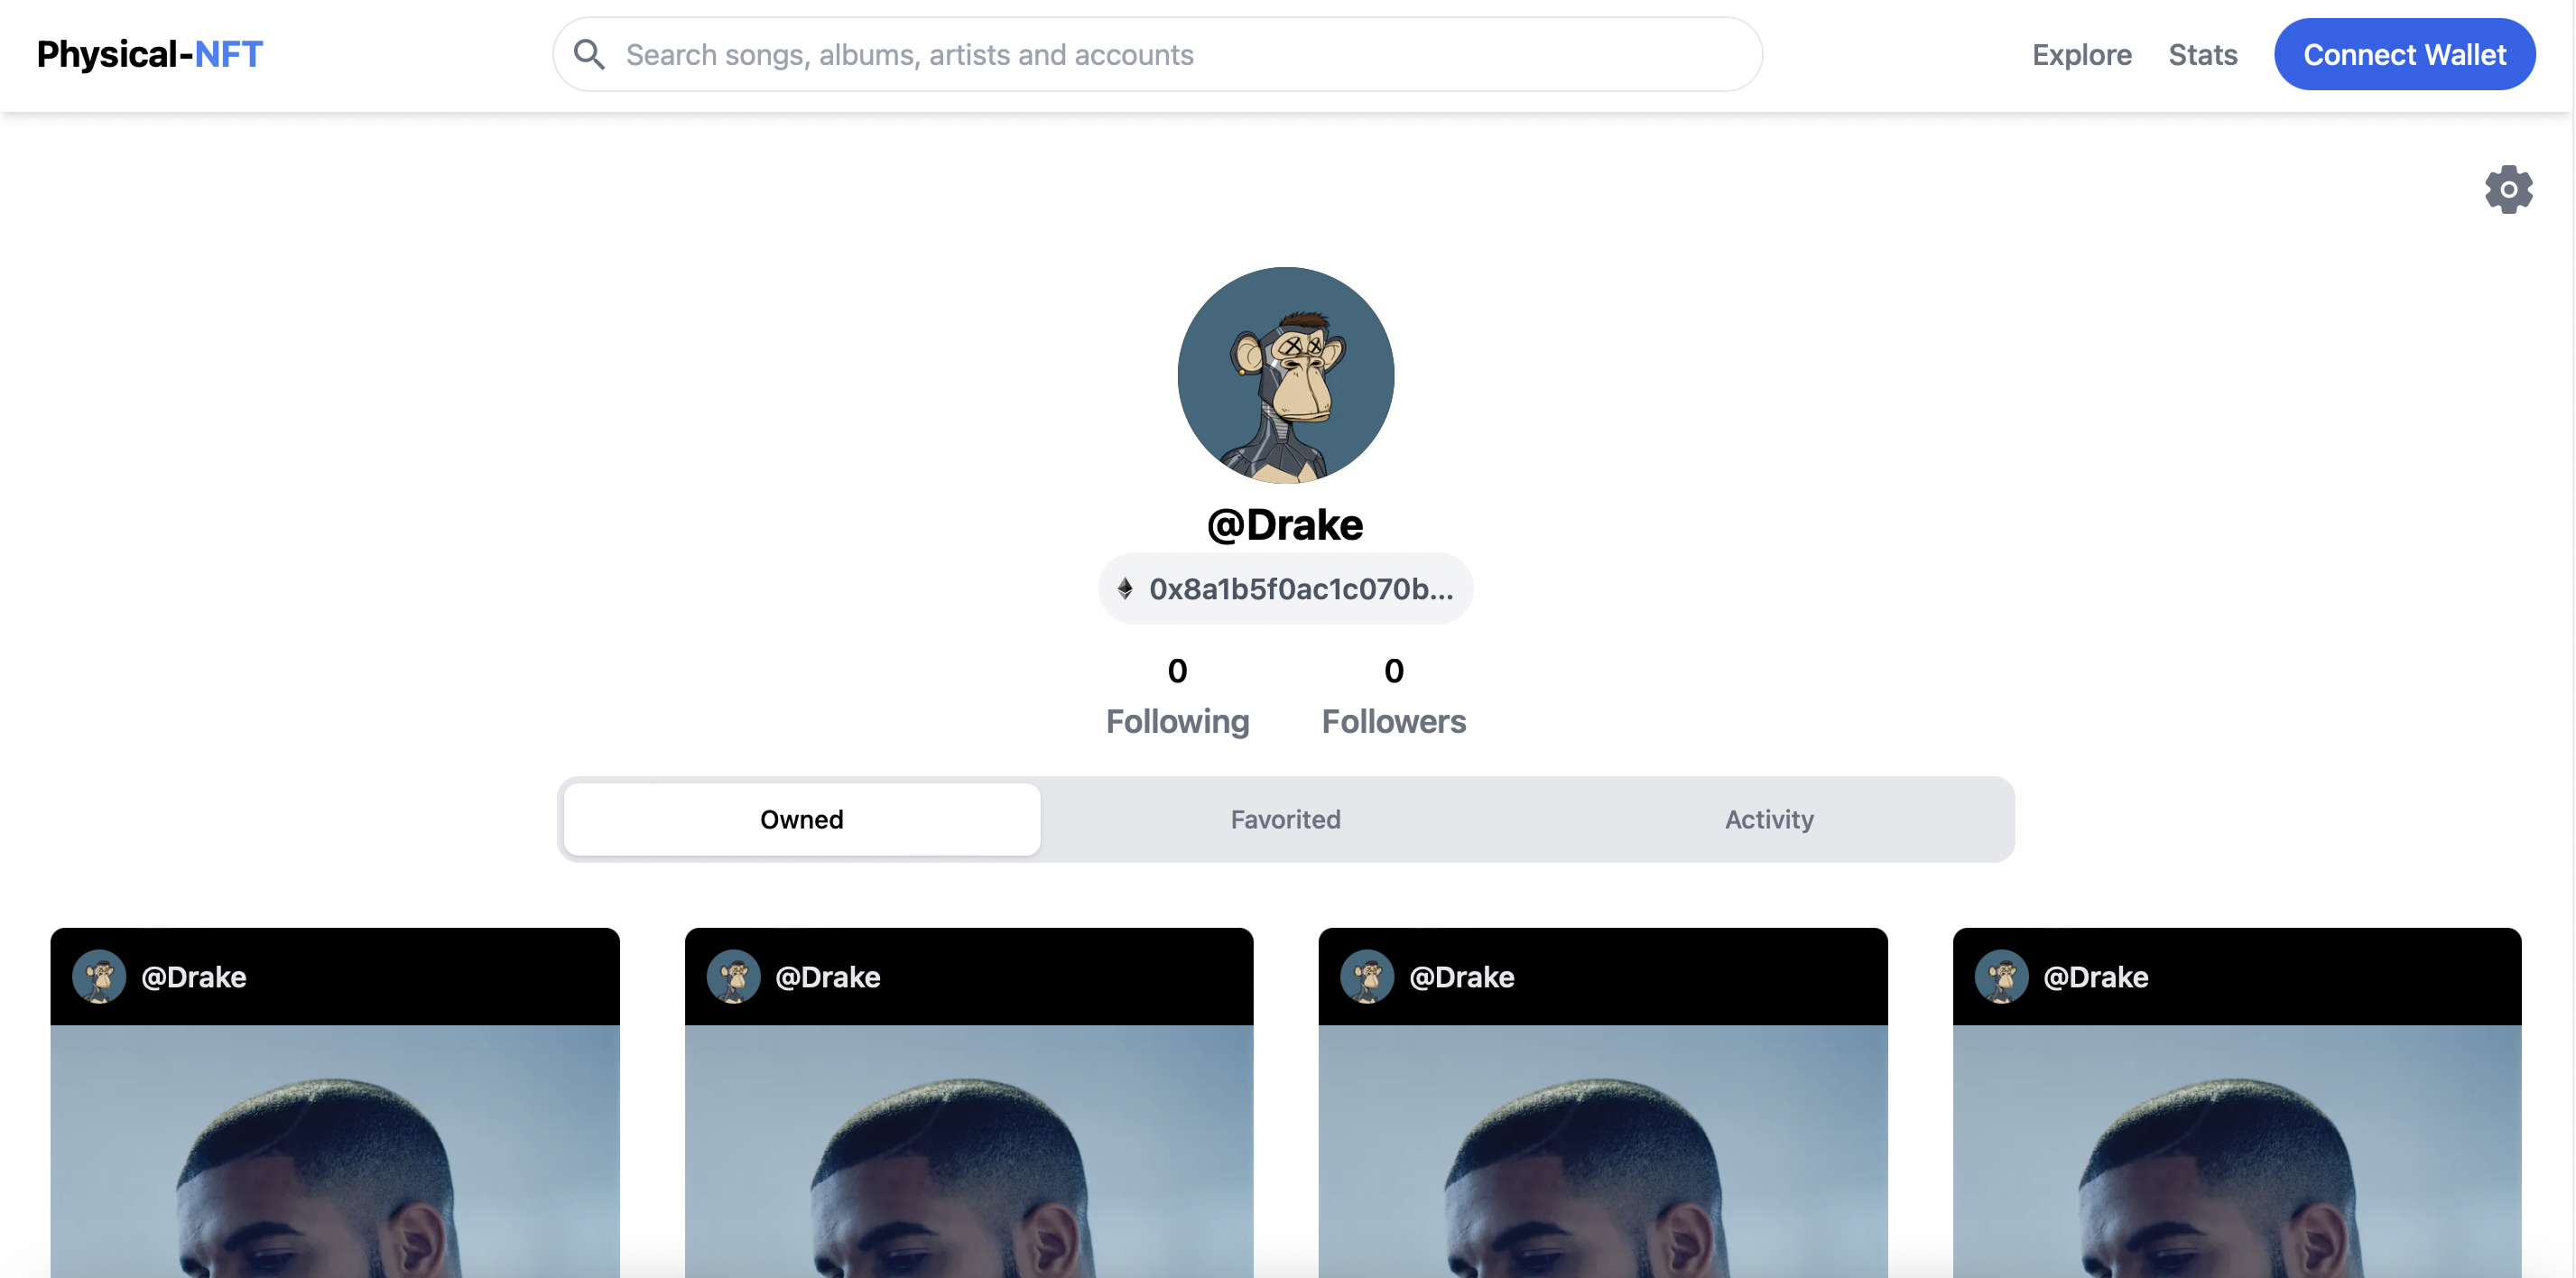 Physical-NFT
Search songs, albums, artists and accounts
Explore
Stats
Connect Wallet
@Drake
0x8a1b5f0ac1c070b...
0
0
Following
Followers
Owned
Favorited
Activity
@Drake
@Drake
@Drake
@Drake